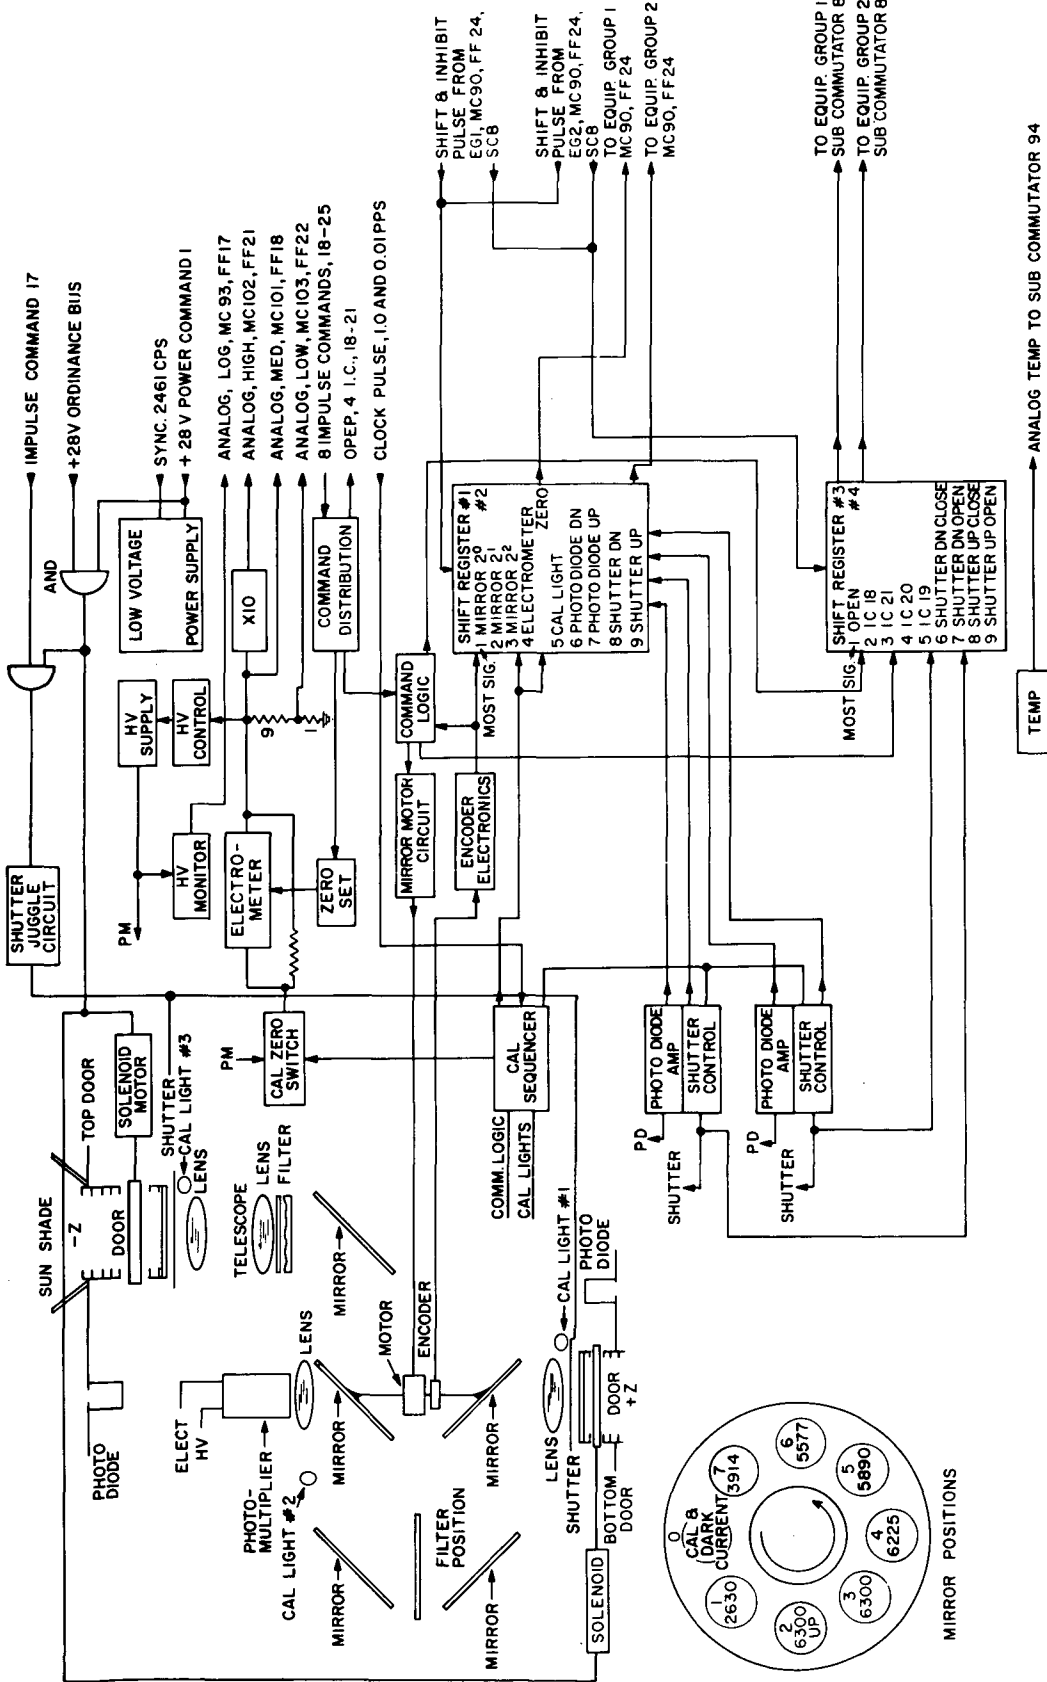 IMPULSE COMMAND 17
+28V ORDINANCE BUS
AND
SYNC. 2461 CPS
+28 V POWER COMMAND 1
LOW VOLTAGE
POWER SUPPLY
SHUTTER
JUGGLE
CIRCUIT
HV
SUPPLY
HV
CONTROL
HV
MONITOR
PM
ANALOG, LOG, MC 93, FF17
ANALOG, HIGH, MC102, FF21
ANALOG, MED, MC101, FF18
ANALOG, LOW, MC103, FF22
8 IMPULSE COMMANDS, 18-25
OPEP, 4 I.C., 18-21
CLOCK PULSE, 1.0 AND 0.01PPS
X10
9
1
ELECTRO-
METER
ZERO
SET
COMMAND
DISTRIBUTION
COMMAND
LOGIC
MIRROR MOTOR
CIRCUIT
ENCODER
ELECTRONICS
MOST SIG.
SHIFT REGISTER #1
#2
1 MIRROR 2⁰
2 MIRROR 2¹
3 MIRROR 2²
4 ELECTROMETER
ZERO
5 CAL LIGHT
6 PHOTO DIODE DN
7 PHOTO DIODE UP
8 SHUTTER DN
9 SHUTTER UP
SHIFT & INHIBIT
PULSE FROM
EG1, MC90, FF 24,
SC8
SHIFT & INHIBIT
PULSE FROM
EG2, MC90, FF24,
SC8
TO EQUIP. GROUP 1
MC90, FF24
TO EQUIP. GROUP 2
MC90, FF24
MOST SIG.
SHIFT REGISTER #3
#4
1 OPEN
2 IC 18
3 IC 21
4 IC 20
5 IC 19
6 SHUTTER DN CLOSE
7 SHUTTER DN OPEN
8 SHUTTER UP CLOSE
9 SHUTTER UP OPEN
TO EQUIP. GROUP 1
SUB COMMUTATOR 8
TO EQUIP. GROUP 2
SUB COMMUTATOR 8
TEMP
ANALOG TEMP TO SUB COMMUTATOR 94
SUN SHADE
-Z
TOP DOOR
DOOR
SOLENOID
MOTOR
SHUTTER
CAL LIGHT #3
LENS
PHOTO
DIODE
PM
CAL ZERO
SWITCH
TELESCOPE
LENS
FILTER
MIRROR
ELECT
HV
PHOTO-
MULTIPLIER
LENS
CAL LIGHT #2
MIRROR
MOTOR
ENCODER
MIRROR
MIRROR
FILTER
POSITION
MIRROR
COMM. LOGIC
CAL LIGHTS
CAL
SEQUENCER
LENS
CAL LIGHT #1
PHOTO
DIODE
SHUTTER
DOOR
+Z
BOTTOM
DOOR
SOLENOID
PHOTO DIODE
AMP
SHUTTER
CONTROL
PD
SHUTTER
PHOTO DIODE
AMP
SHUTTER
CONTROL
PD
SHUTTER
0
CAL &
DARK
CURRENT
1
2630
2
6300
UP
3
6300
4
6225
5
5890
6
5577
7
3914
MIRROR POSITIONS